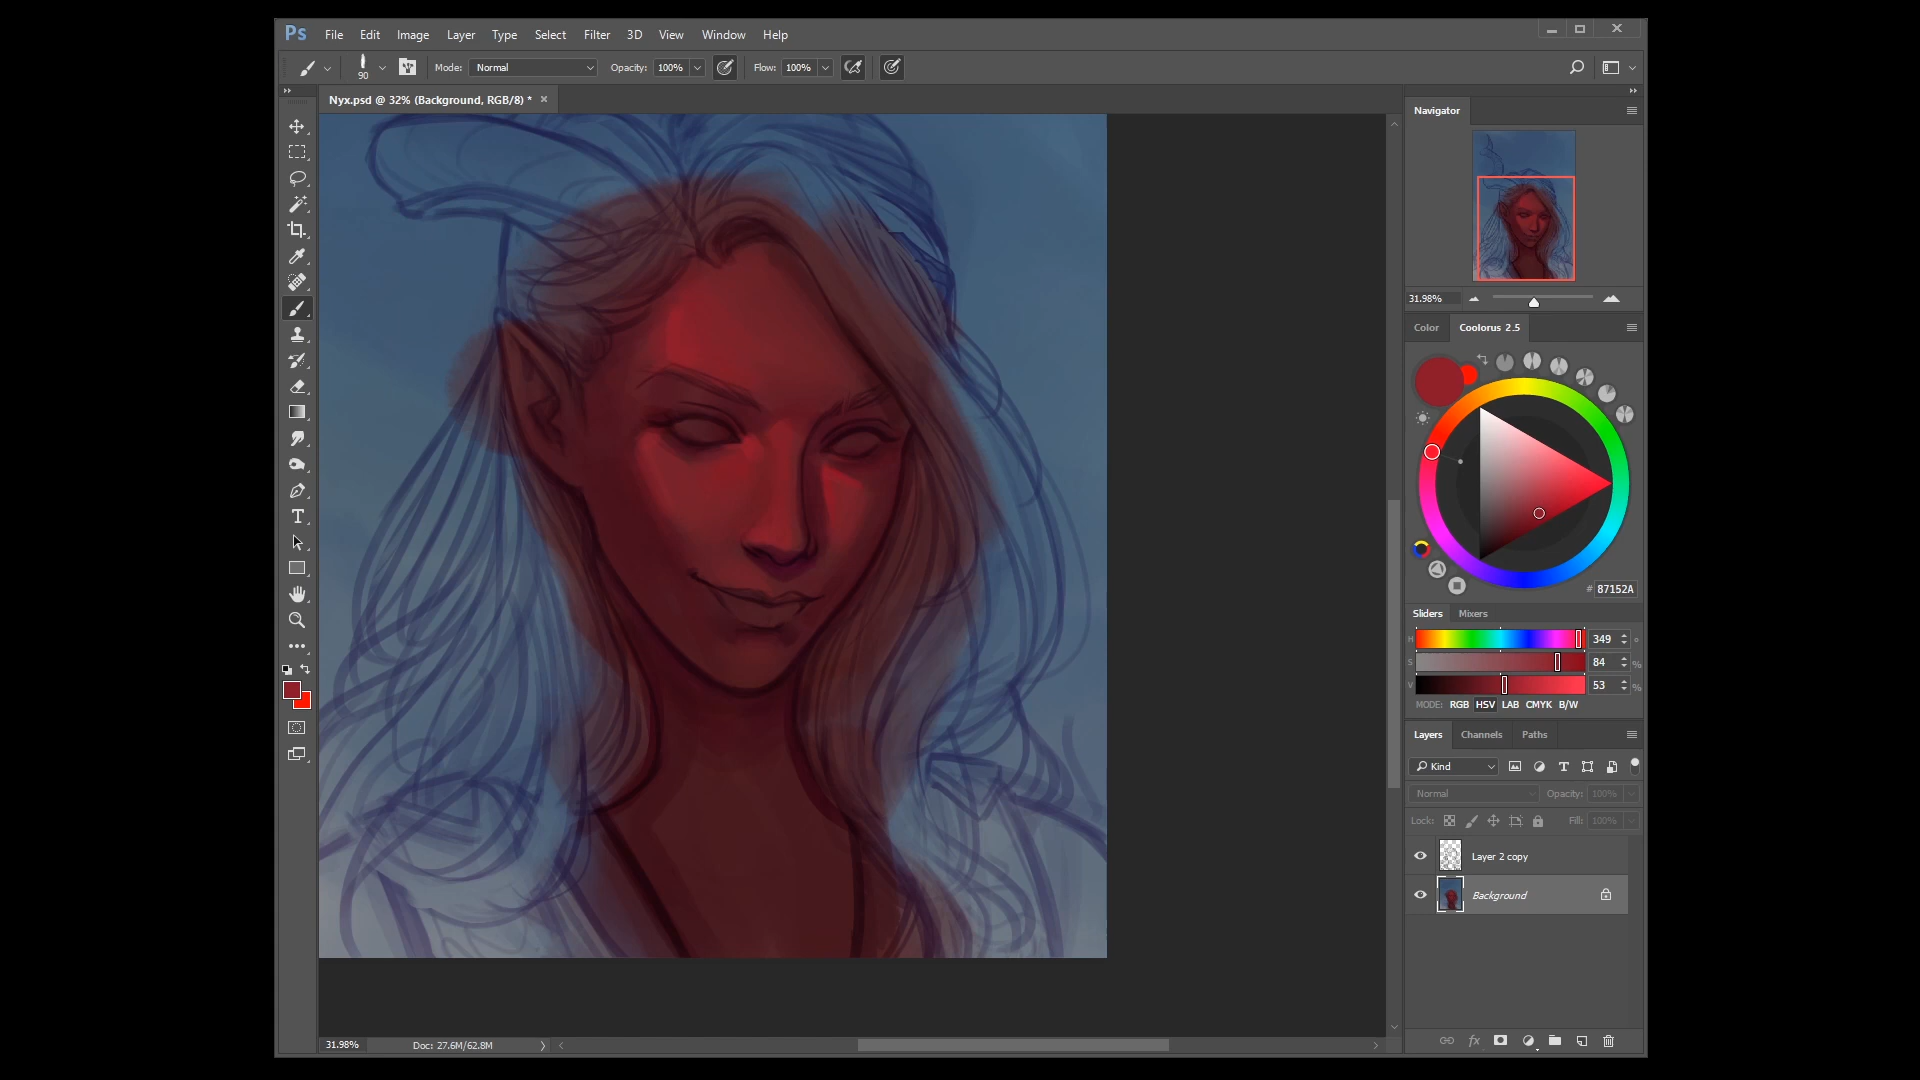 Ps File Edit Image Layer Type Select Filter 3D View Window Help
90 Mode: Normal Opacity: 100% Flow: 100%
Nyx.psd @ 32% (Background, RGB/8) *
Navigator
31.98%
Color Coolorus 2.5
# 87152A
Sliders Mixers
H 349 °
S 84 %
V 53 %
MODE: RGB HSV LAB CMYK B/W
Layers Channels Paths
Kind
Normal Opacity: 100%
Lock: Fill: 100%
Layer 2 copy
Background
fx
31.98% Doc: 27.6M/62.8M